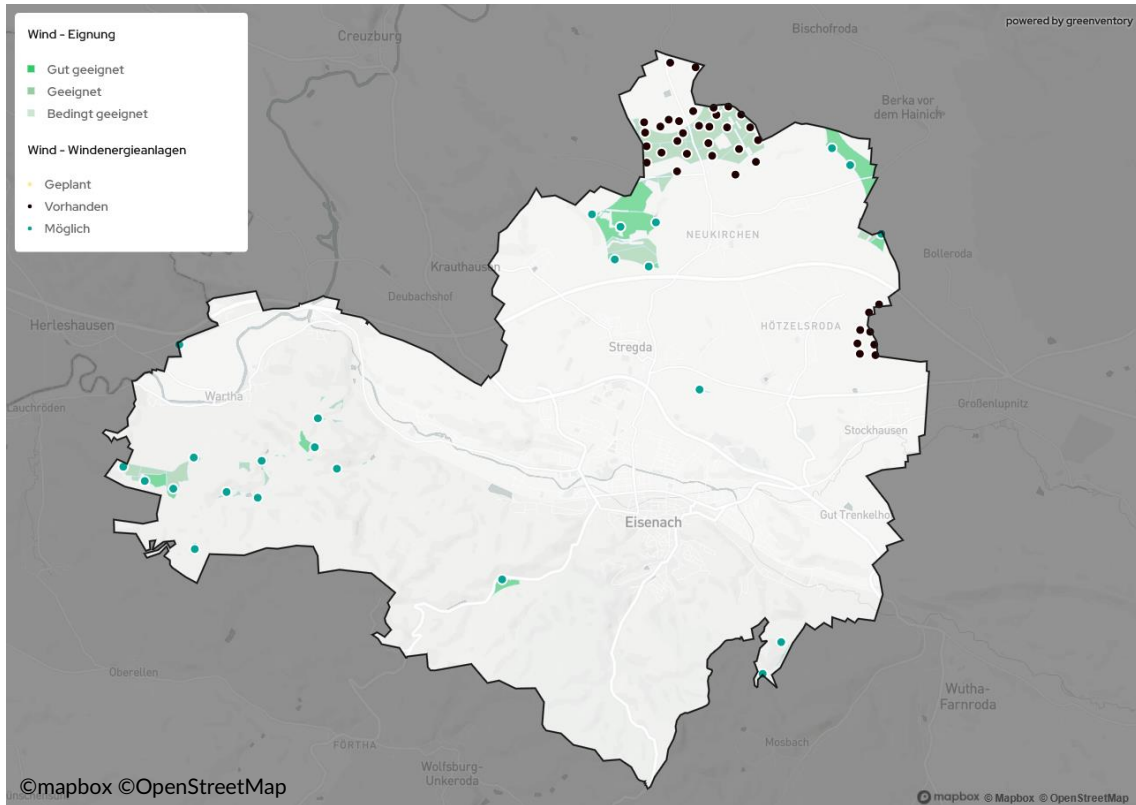 Wind - Eignung
Gut geeignet
Geeignet
Bedingt geeignet
Wind - Windenergieanlagen
Geplant
Vorhanden
Möglich
powered by greenventory
Bischofroda
Creuzburg
Berka vor
dem Hainich
NEUKIRCHEN
Bolleroda
Krauthausen
Deubachshof
Herleshausen
HÖTZELSRODA
Stregda
Wartha
Lauchröden
Großenlupnitz
Stockhausen
Gut Trenkelho
Eisenach
Oberellen
Wutha-
Farnroda
Mosbach
FÖRTHA
Wolfsburg-
Unkeroda
©mapbox ©OpenStreetMap
mapbox © Mapbox © OpenStreetMap